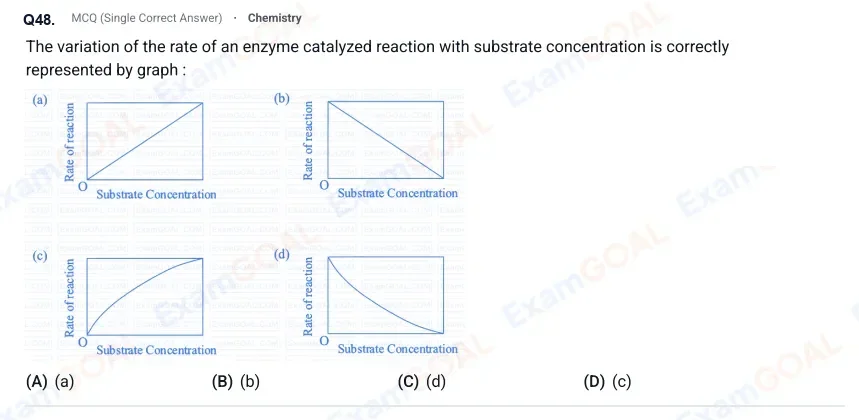 Q48. MCQ (Single Correct Answer) · Chemistry
The variation of the rate of an enzyme catalyzed reaction with substrate concentration is correctly
represented by graph :
(a)
Rate of reaction
O
Substrate Concentration
(b)
Rate of reaction
O
Substrate Concentration
(c)
Rate of reaction
O
Substrate Concentration
(d)
Rate of reaction
O
Substrate Concentration
(A) (a) (B) (b) (C) (d) (D) (c)
ExamGOAL